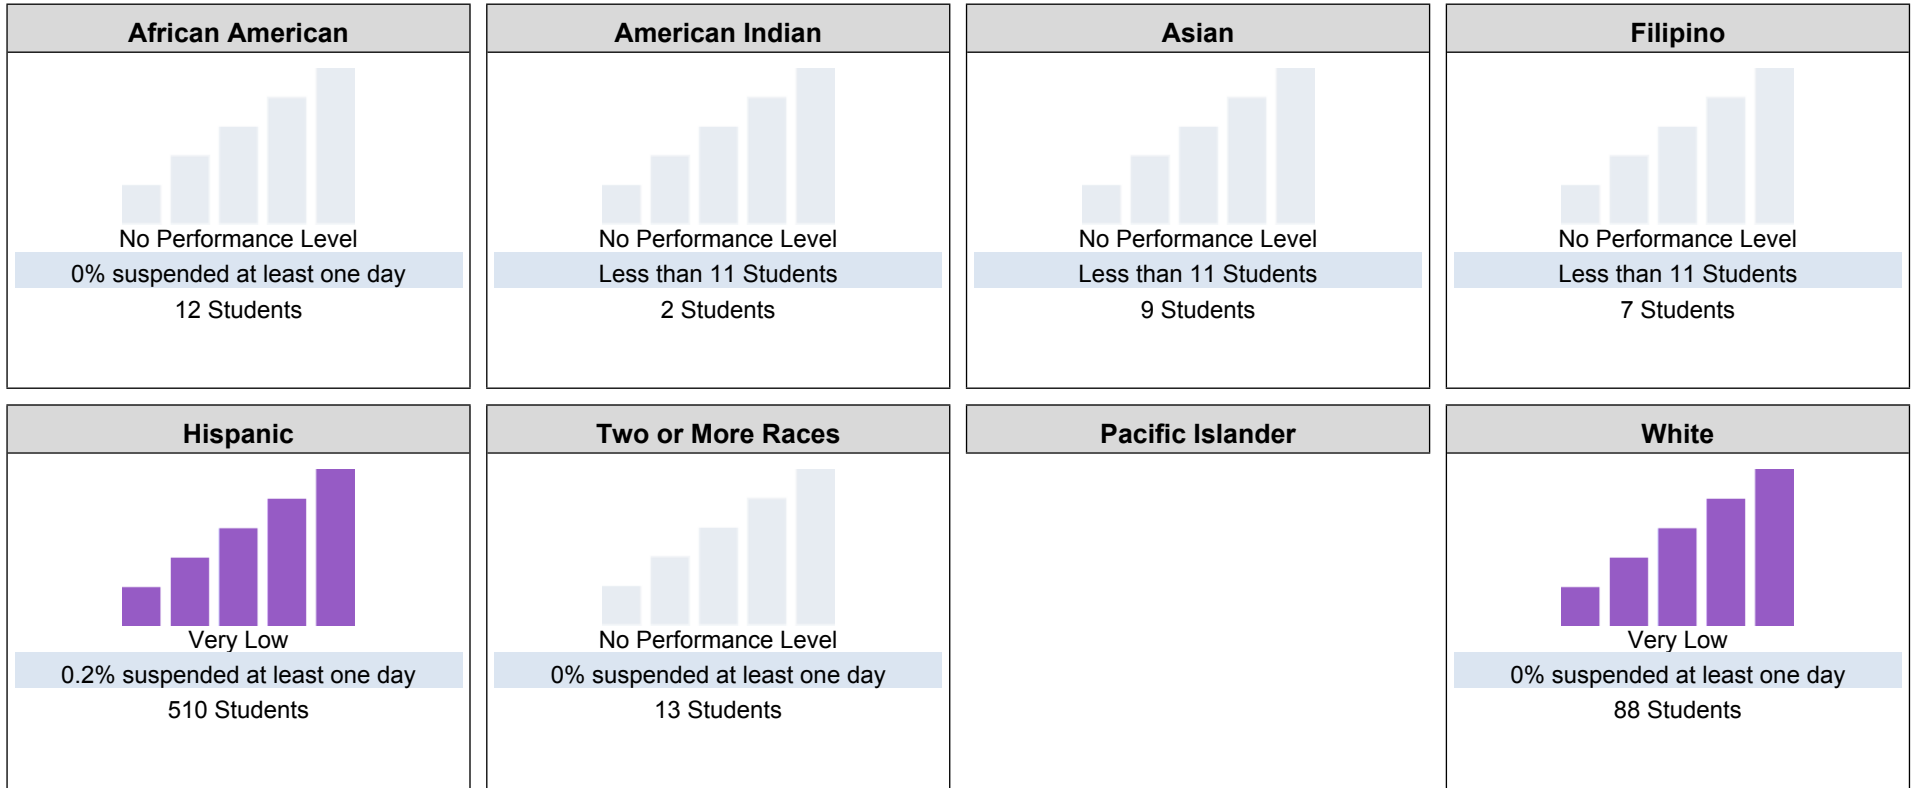 African American
No Performance Level
0% suspended at least one day
12 Students
American Indian
No Performance Level
Less than 11 Students
2 Students
Asian
No Performance Level
Less than 11 Students
9 Students
Filipino
No Performance Level
Less than 11 Students
7 Students
Hispanic
Very Low
0.2% suspended at least one day
510 Students
Two or More Races
No Performance Level
0% suspended at least one day
13 Students
Pacific Islander
White
Very Low
0% suspended at least one day
88 Students